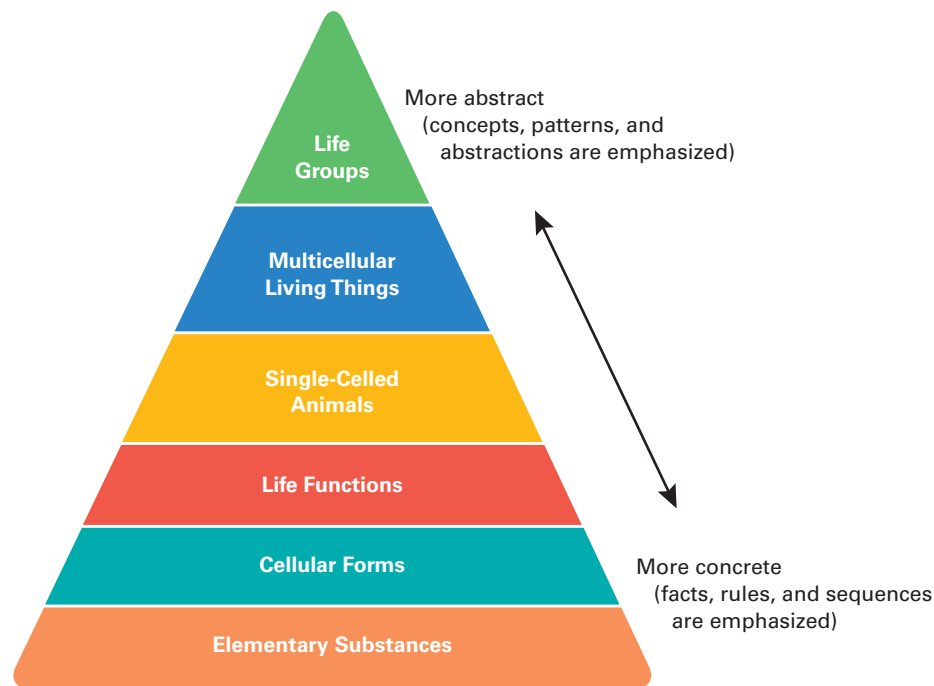 More abstract
(concepts, patterns, and
abstractions are emphasized)
Life
Groups
Multicellular
Living Things
Single-Celled
Animals
Life Functions
Cellular Forms
More concrete
(facts, rules, and sequences
are emphasized)
Elementary Substances